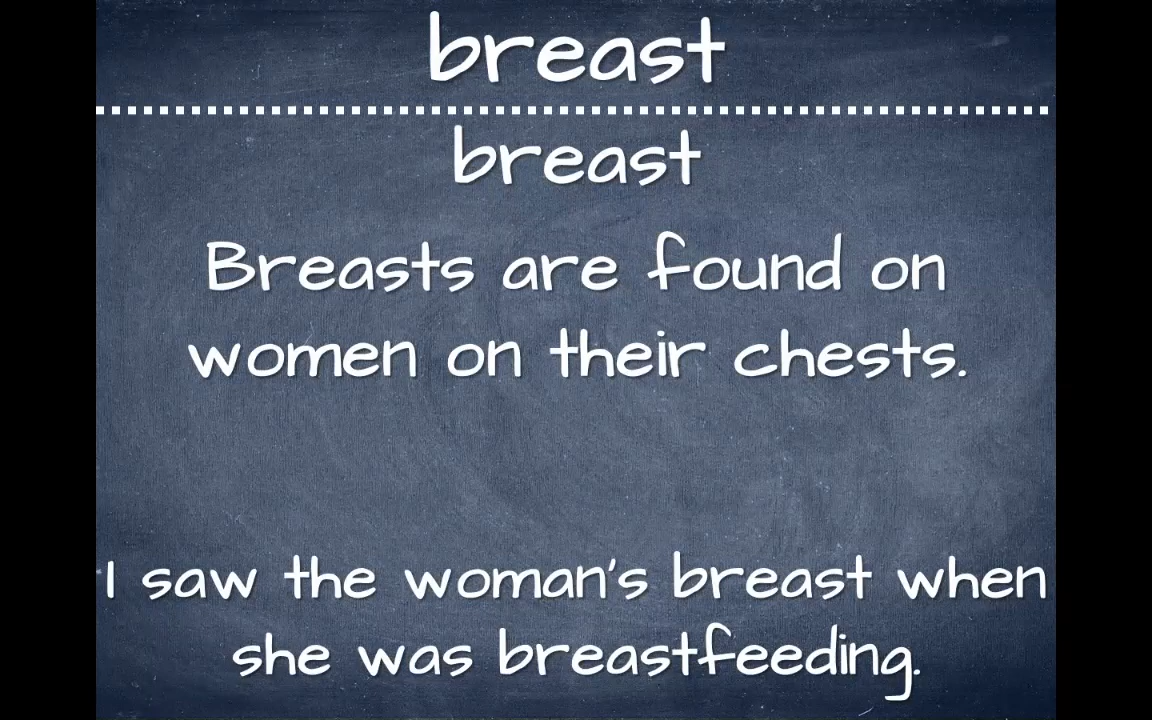 breast
breast
Breasts are found on
women on their chests.
I saw the woman's breast when
she was breastfeeding.